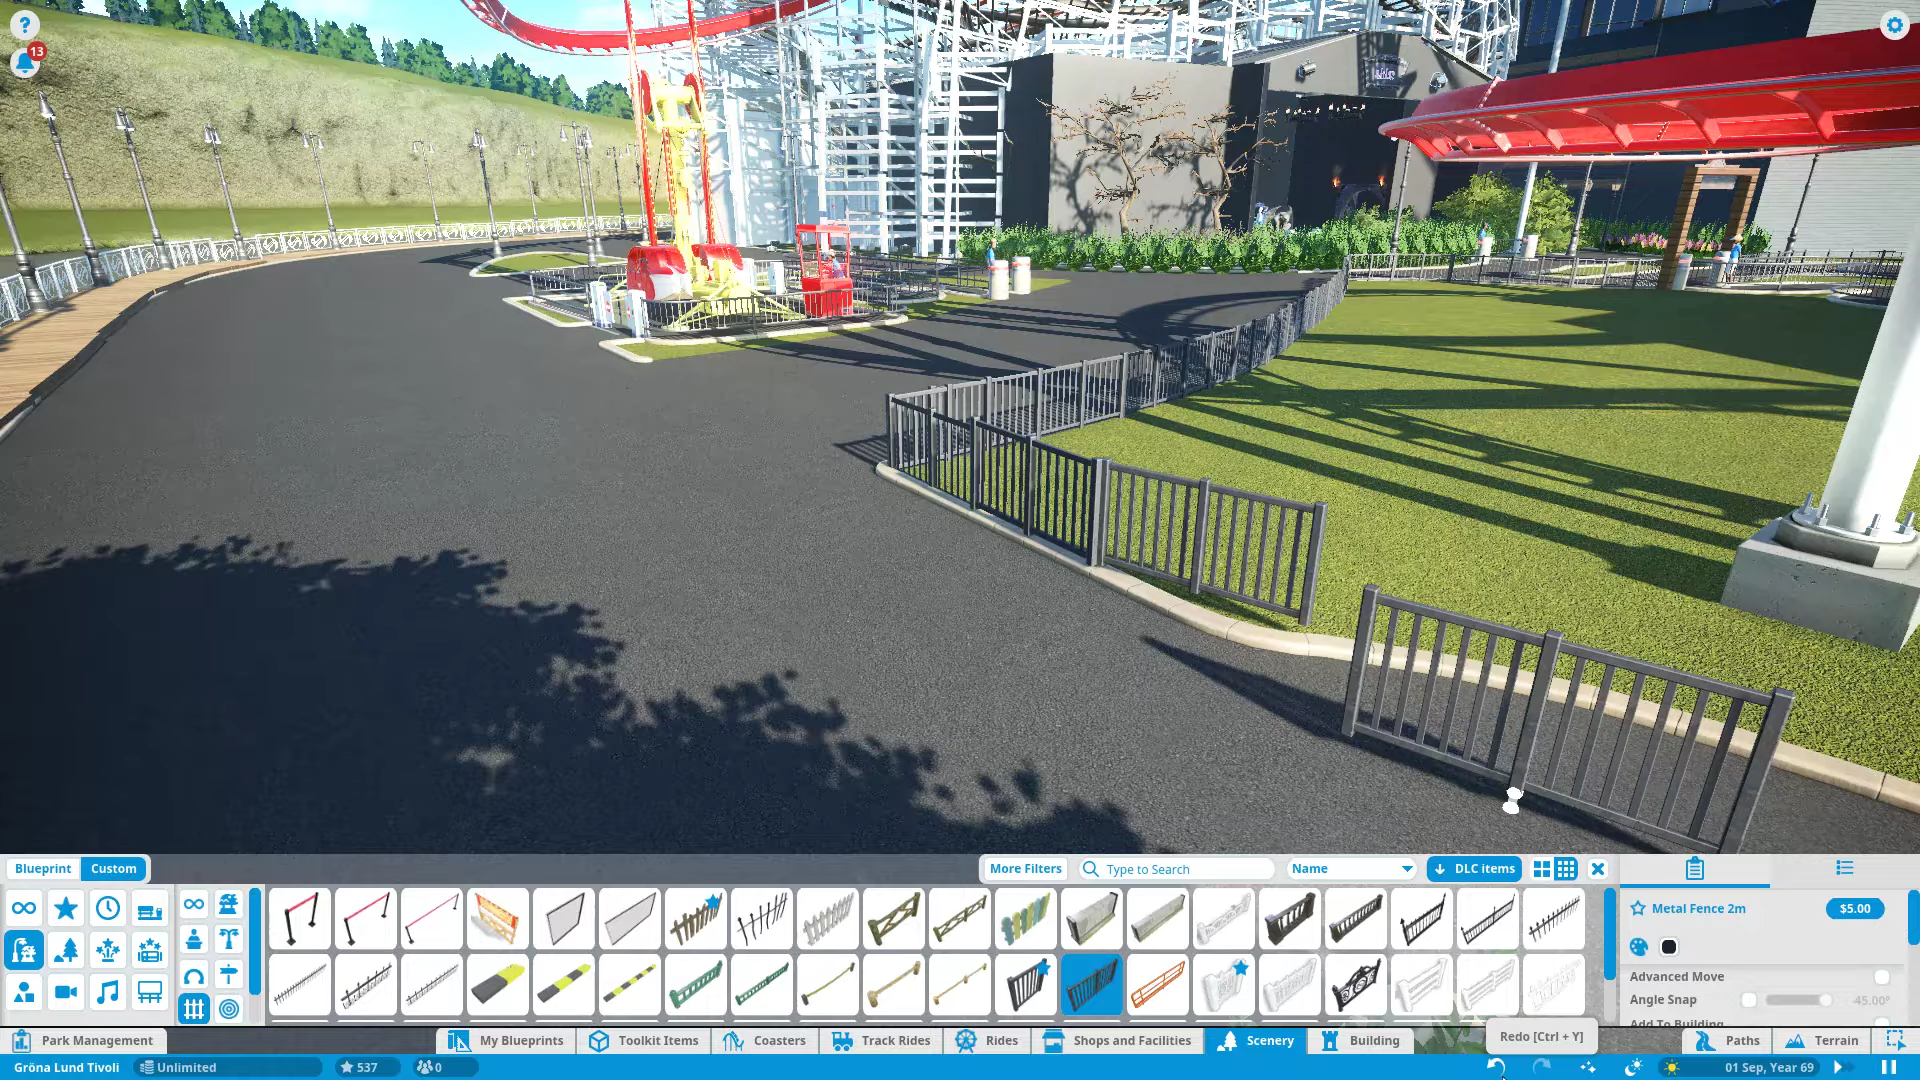 ?
13
Blueprint
Custom
More Filters
Type to Search
Name
DLC items
Metal Fence 2m
$5.00
Advanced Move
Angle Snap
45.00°
Add To Building
Redo [Ctrl + Y]
Park Management
My Blueprints
Toolkit Items
Coasters
Track Rides
Rides
Shops and Facilities
Scenery
Building
Paths
Terrain
Gröna Lund Tivoli
Unlimited
537
0
01 Sep, Year 69